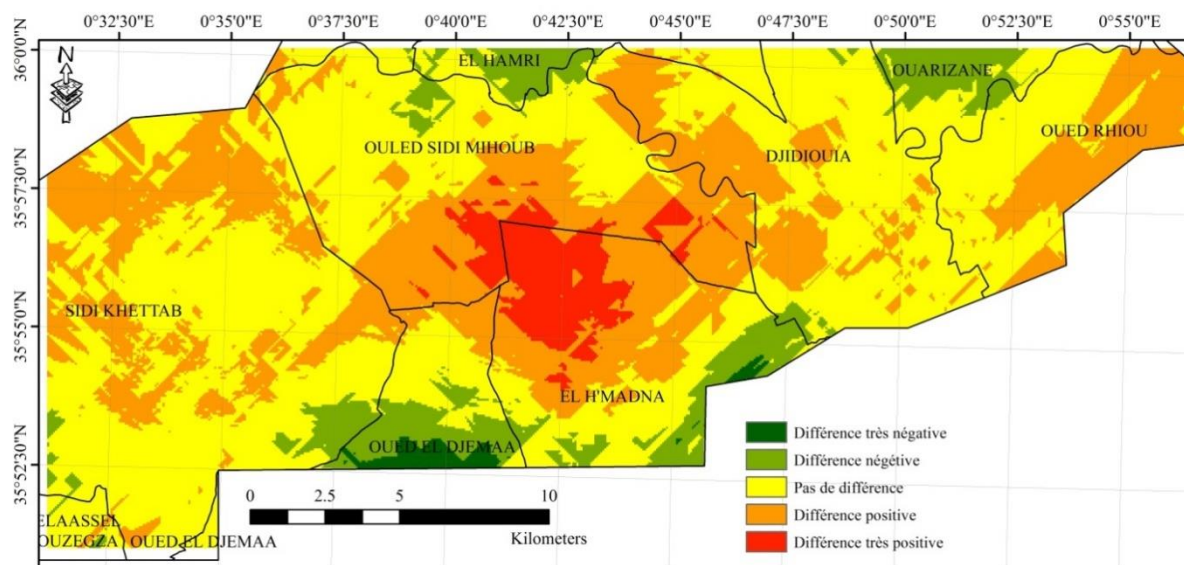 0°32'30"E 0°35'0"E 0°37'30"E 0°40'0"E 0°42'30"E 0°45'0"E 0°47'30"E 0°50'0"E 0°52'30"E 0°55'0"E
36°0'0"N
35°57'30"N
35°55'0"N
35°52'30"N
N
EL HAMRI
OUARIZANE
OULED SIDI MIHOUB
DJIDIOUIA
OUED RHIOU
SIDI KHETTAB
EL H'MADNA
OUED EL DJEMAA
ELAASSEL
OUZEGZA) OUED EL DJEMAA
0 2.5 5 10
Kilometers
Différence très négative
Différence négétive
Pas de différence
Différence positive
Différence très positive